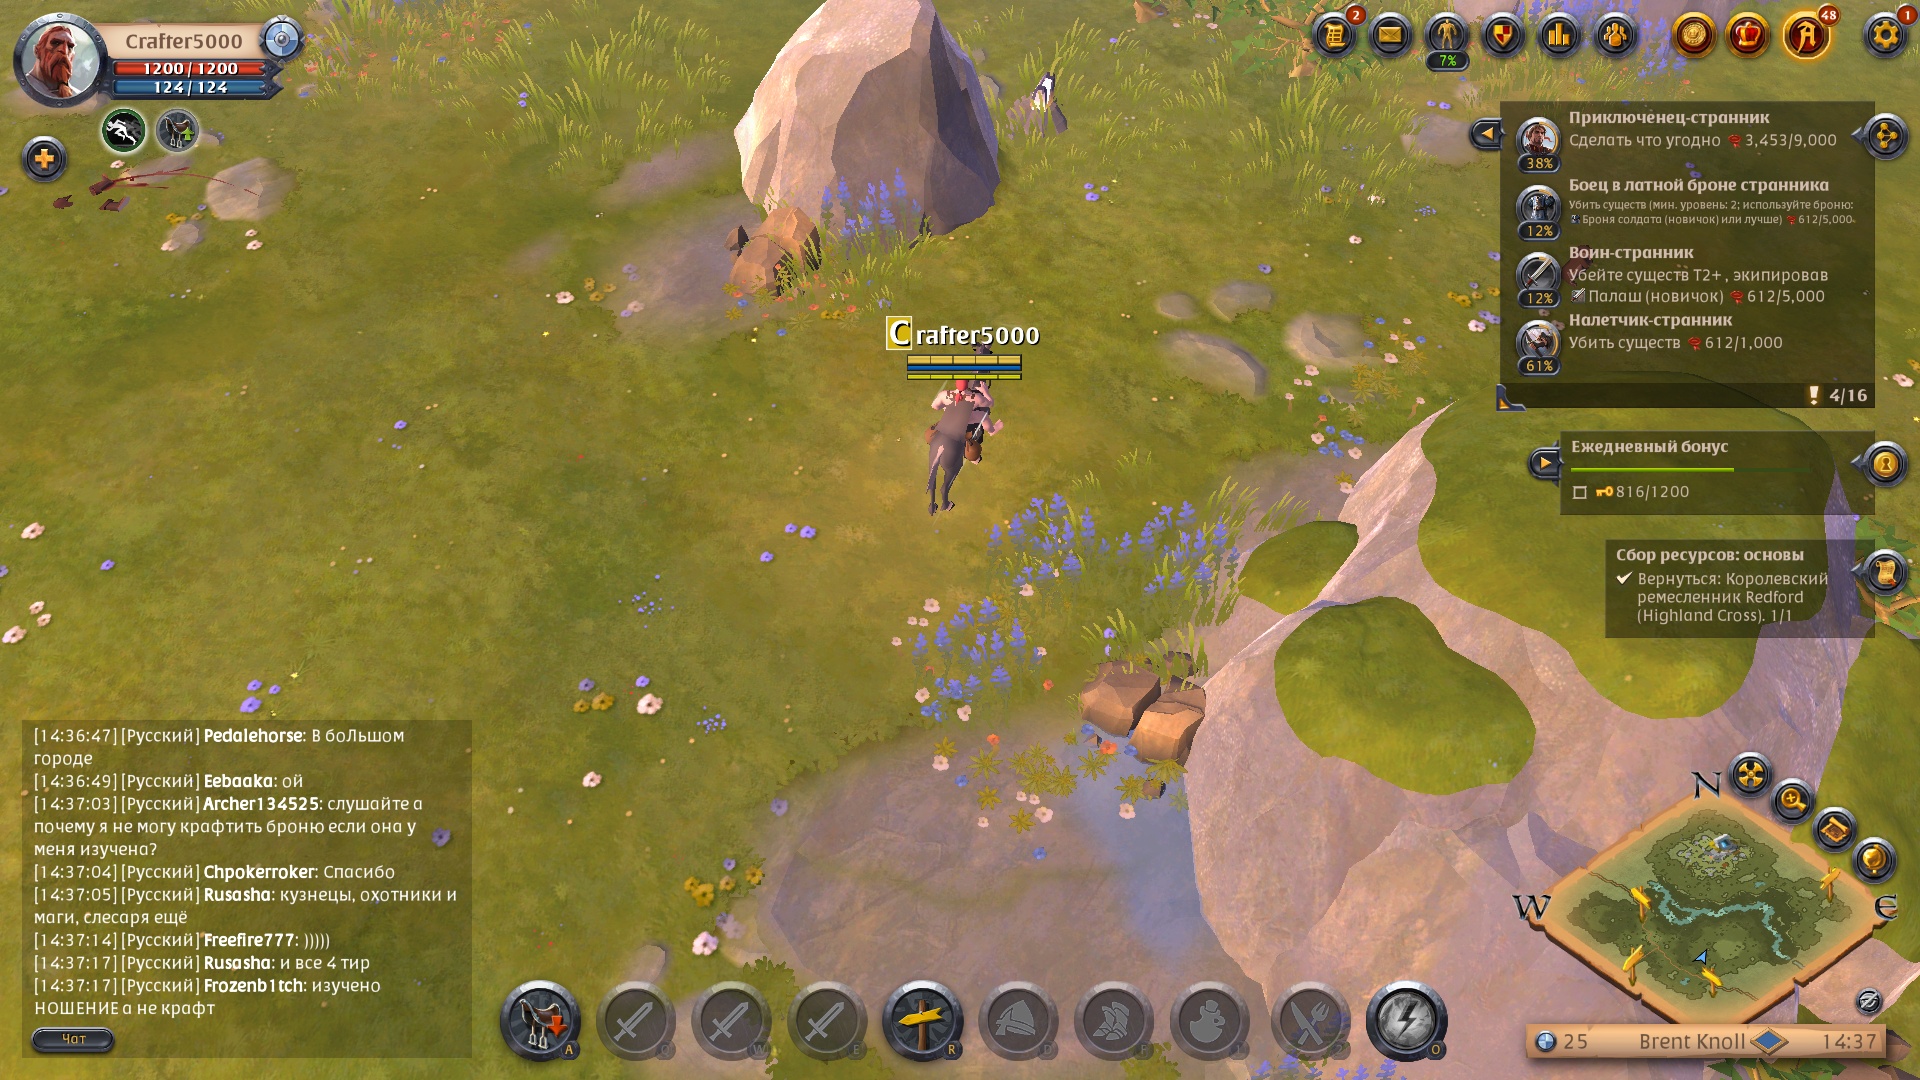 Crafter5000
1200/1200
124/124
2
7%
48
1
Приключенец-странник
Сделать что угодно 3,453/9,000
38%
Боец в латной броне странника
Убить существ (мин. уровень: 2; используйте броню:
Броня солдата (новичок) или лучше) 612/5,000
12%
Воин-странник
Убейте существ Т2+, экипировав
Палаш (новичок) 612/5,000
12%
Налетчик-странник
Убить существ 612/1,000
61%
4/16
Crafter5000
Ежедневный бонус
816/1200
Сбор ресурсов: основы
Вернуться: Королевский
ремесленник Redford
(Highland Cross). 1/1
[14:36:47] [Русский] Pedalehorse: В боЛьшом
городе
[14:36:49] [Русский] Eebaaka: ой
[14:37:03] [Русский] Archer134525: слушайте а
почему я не могу крафтить броню если она у
меня изучена?
[14:37:04] [Русский] Chpokerroker: Спасибо
[14:37:05] [Русский] Rusasha: кузнецы, охотники и
маги, слесаря ещё
[14:37:14] [Русский] Freefire777: )))))
[14:37:17] [Русский] Rusasha: и все 4 тир
[14:37:17] [Русский] Frozenb1tch: изучено
НОШЕНИЕ а не крафт
Чат
A
Q
W
E
R
D
F
O
N
W
E
25
Brent Knoll
14:37